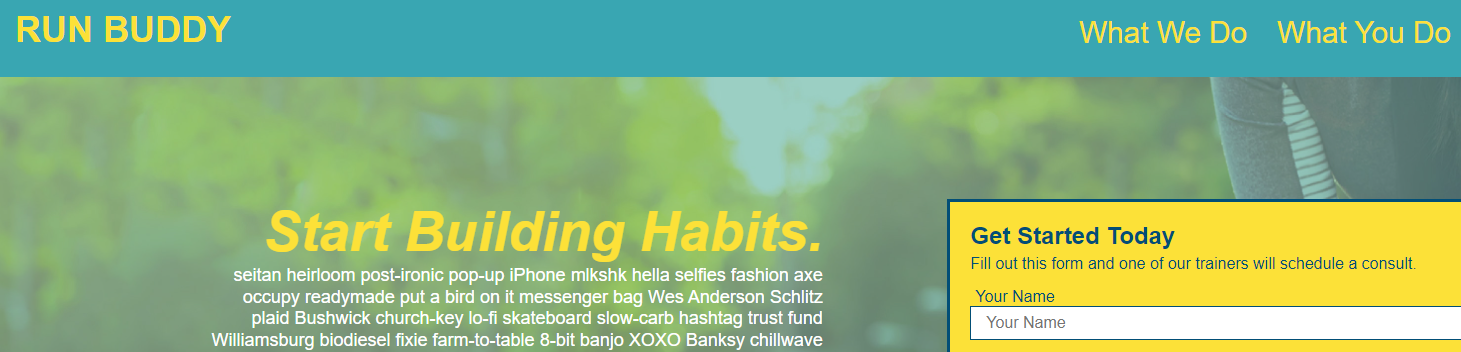 RUN BUDDY
What We Do
What You Do
Start Building Habits.
seitan heirloom post-ironic pop-up iPhone mlkshk hella selfies fashion axe
occupy readymade put a bird on it messenger bag Wes Anderson Schlitz
plaid Bushwick church-key lo-fi skateboard slow-carb hashtag trust fund
Williamsburg biodiesel fixie farm-to-table 8-bit banjo XOXO Banksy chillwave
Get Started Today
Fill out this form and one of our trainers will schedule a consult.
Your Name
Your Name